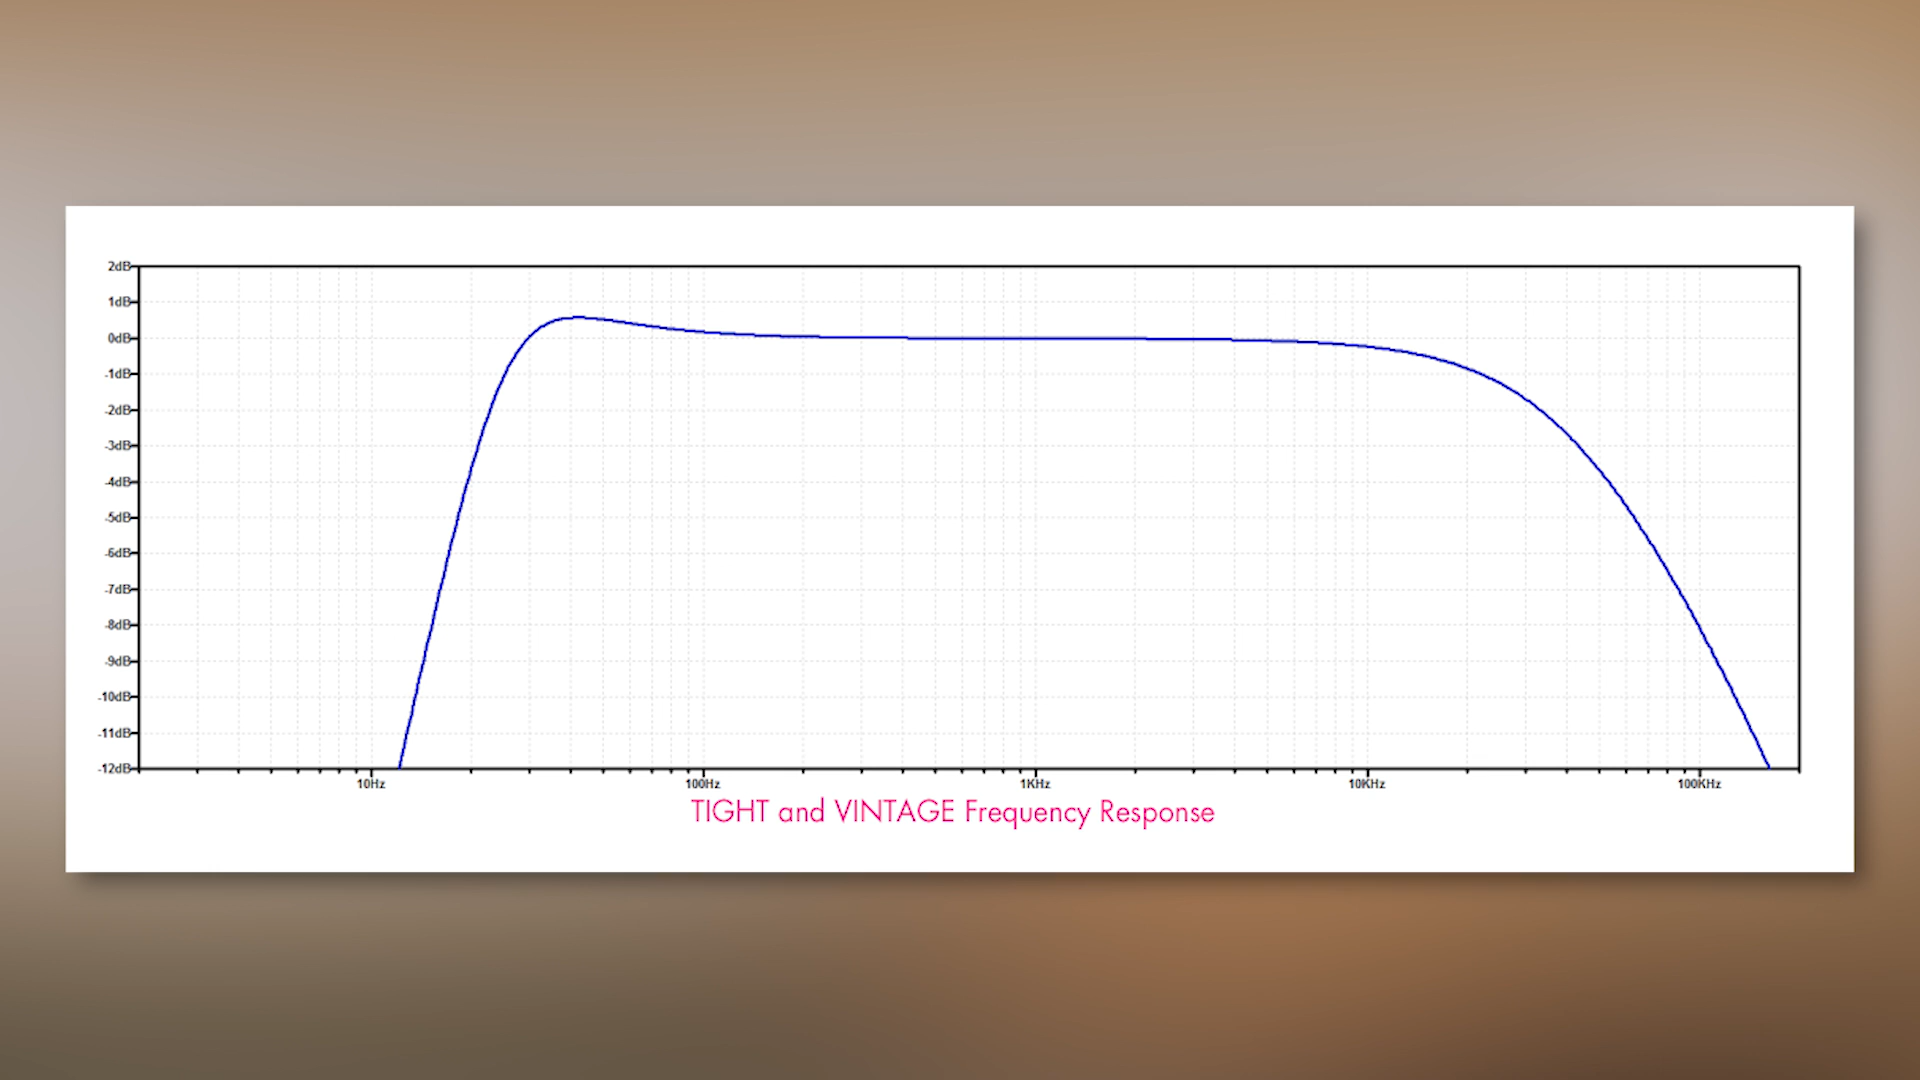 2dB
1dB
0dB
-1dB
-2dB
-3dB
-4dB
-5dB
-6dB
-7dB
-8dB
-9dB
-10dB
-11dB
-12dB
10Hz 100Hz 1KHz 10KHz 100KHz
TIGHT and VINTAGE Frequency Response